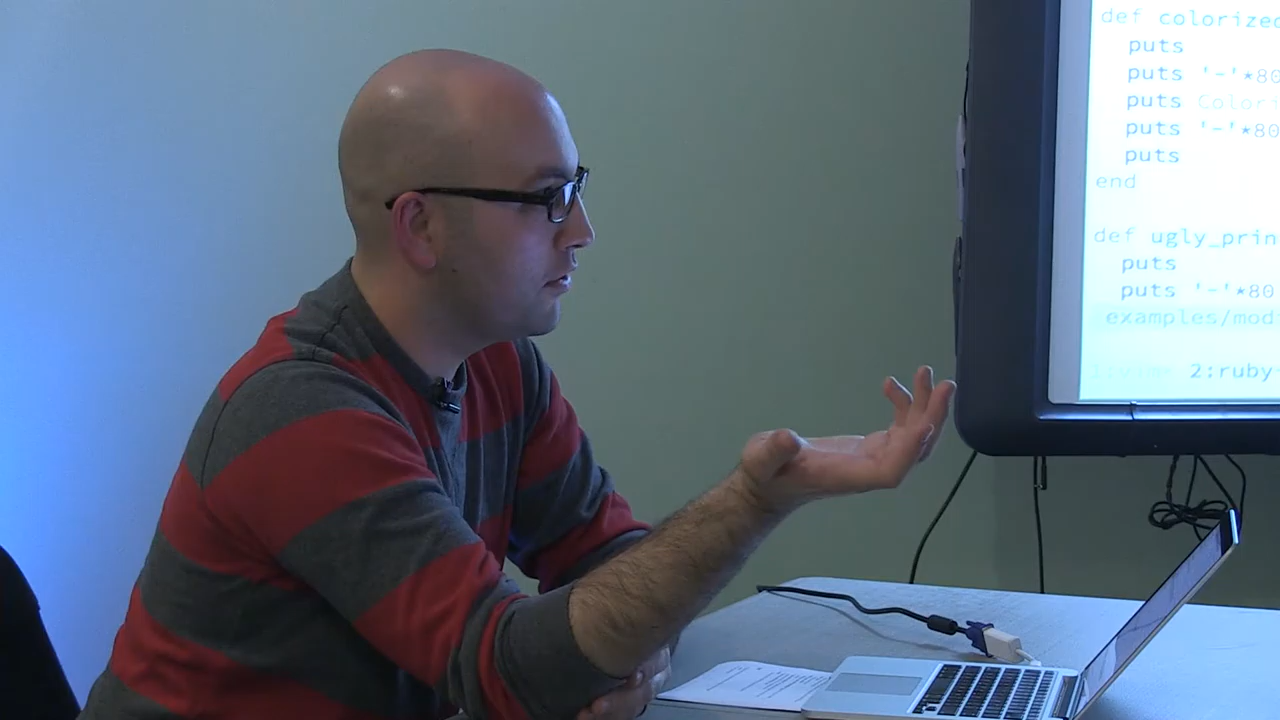 def colorized
puts
puts '-'*80
puts Colori
puts '-'*80
puts
end
def ugly_prin
puts
puts '-'*80
examples/mod
2:ruby-